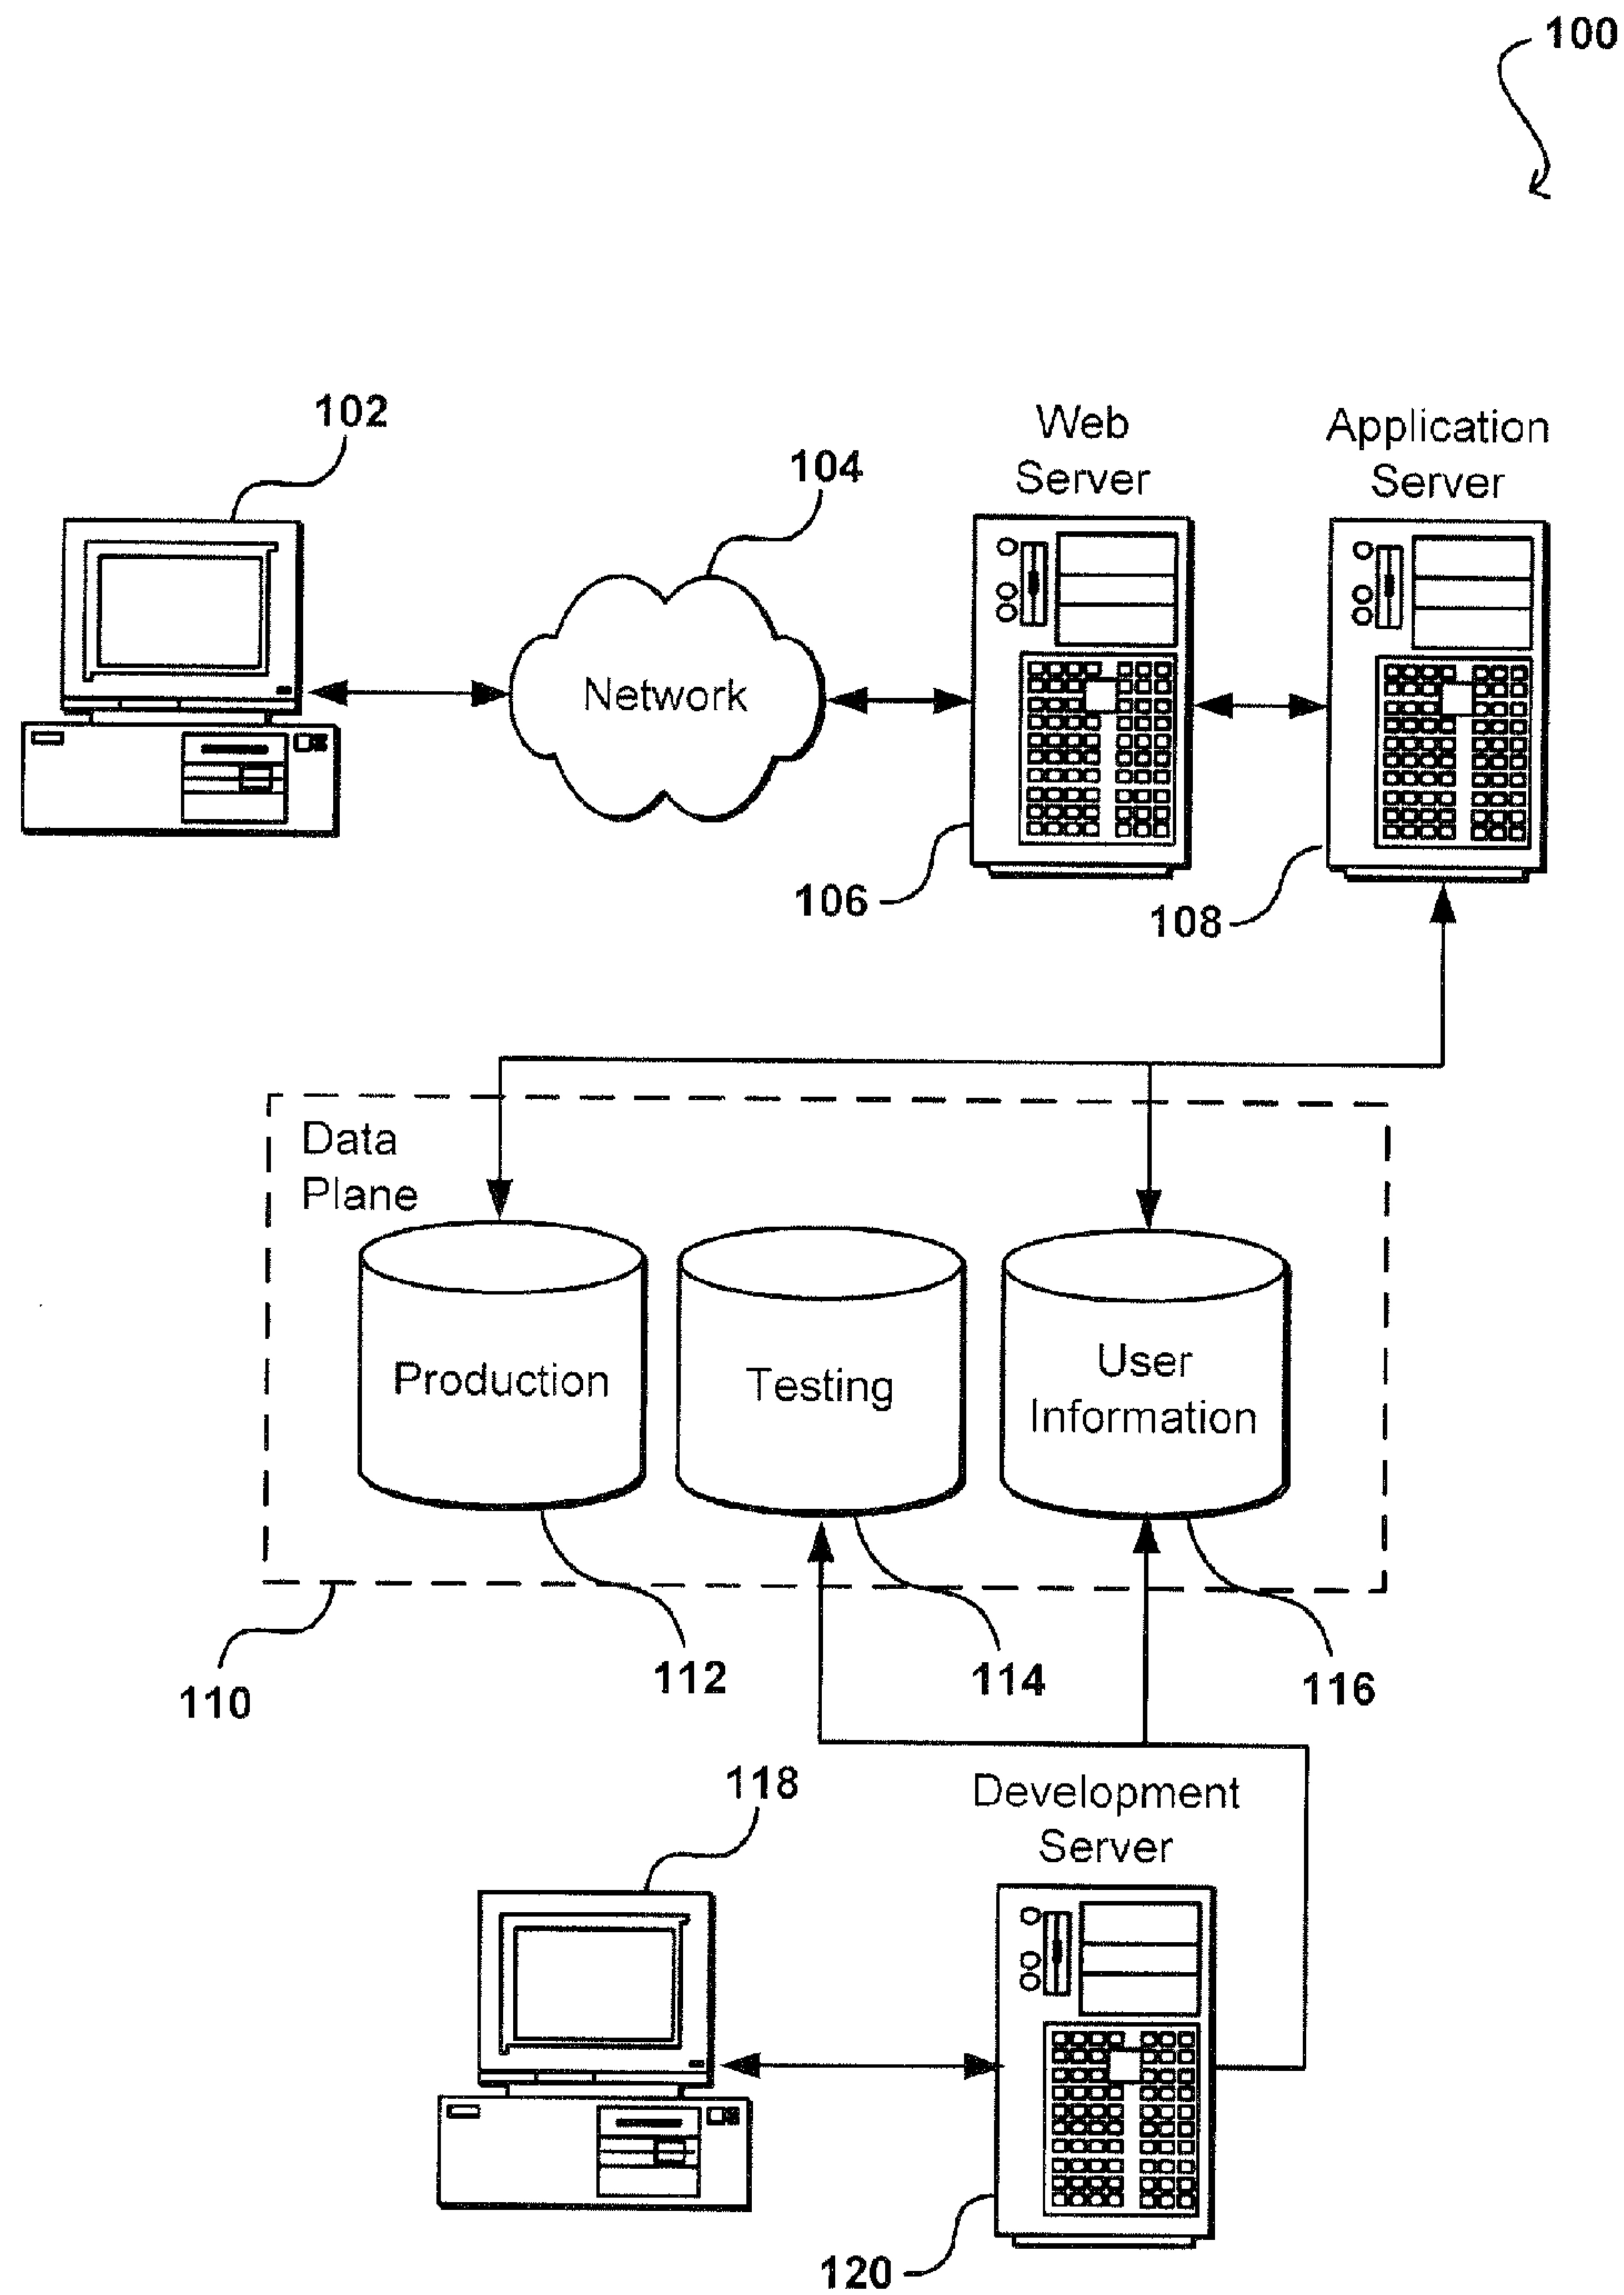 100
102
104
Web
Server
Application
Server
Network
106
108
Data
Plane
Production
Testing
User
Information
110
112
114
116
118
Development
Server
120